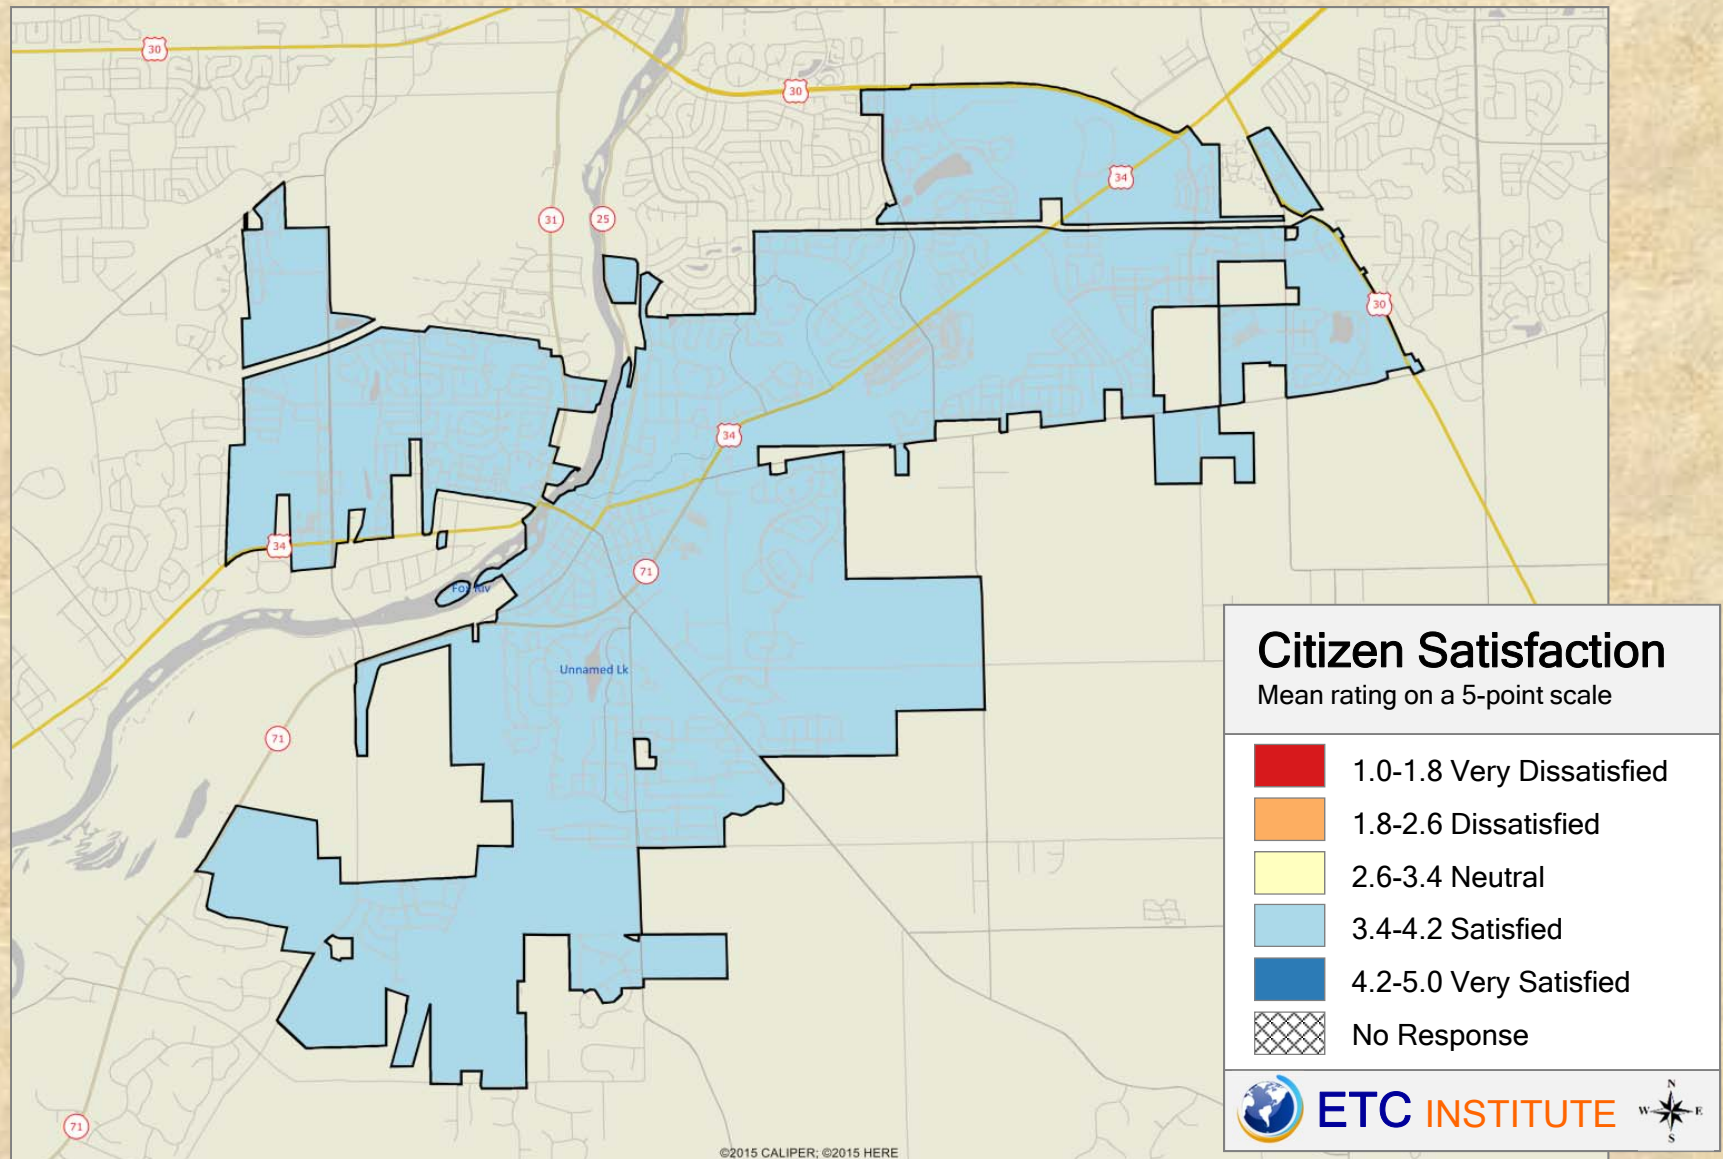 30
30
34
31
25
30
34
34
71
Fox Riv
Unnamed Lk
71
71
©2015 CALIPER; ©2015 HERE
Citizen Satisfaction
Mean rating on a 5-point scale
1.0-1.8 Very Dissatisfied
1.8-2.6 Dissatisfied
2.6-3.4 Neutral
3.4-4.2 Satisfied
4.2-5.0 Very Satisfied
No Response
ETC INSTITUTE
N
W E
S